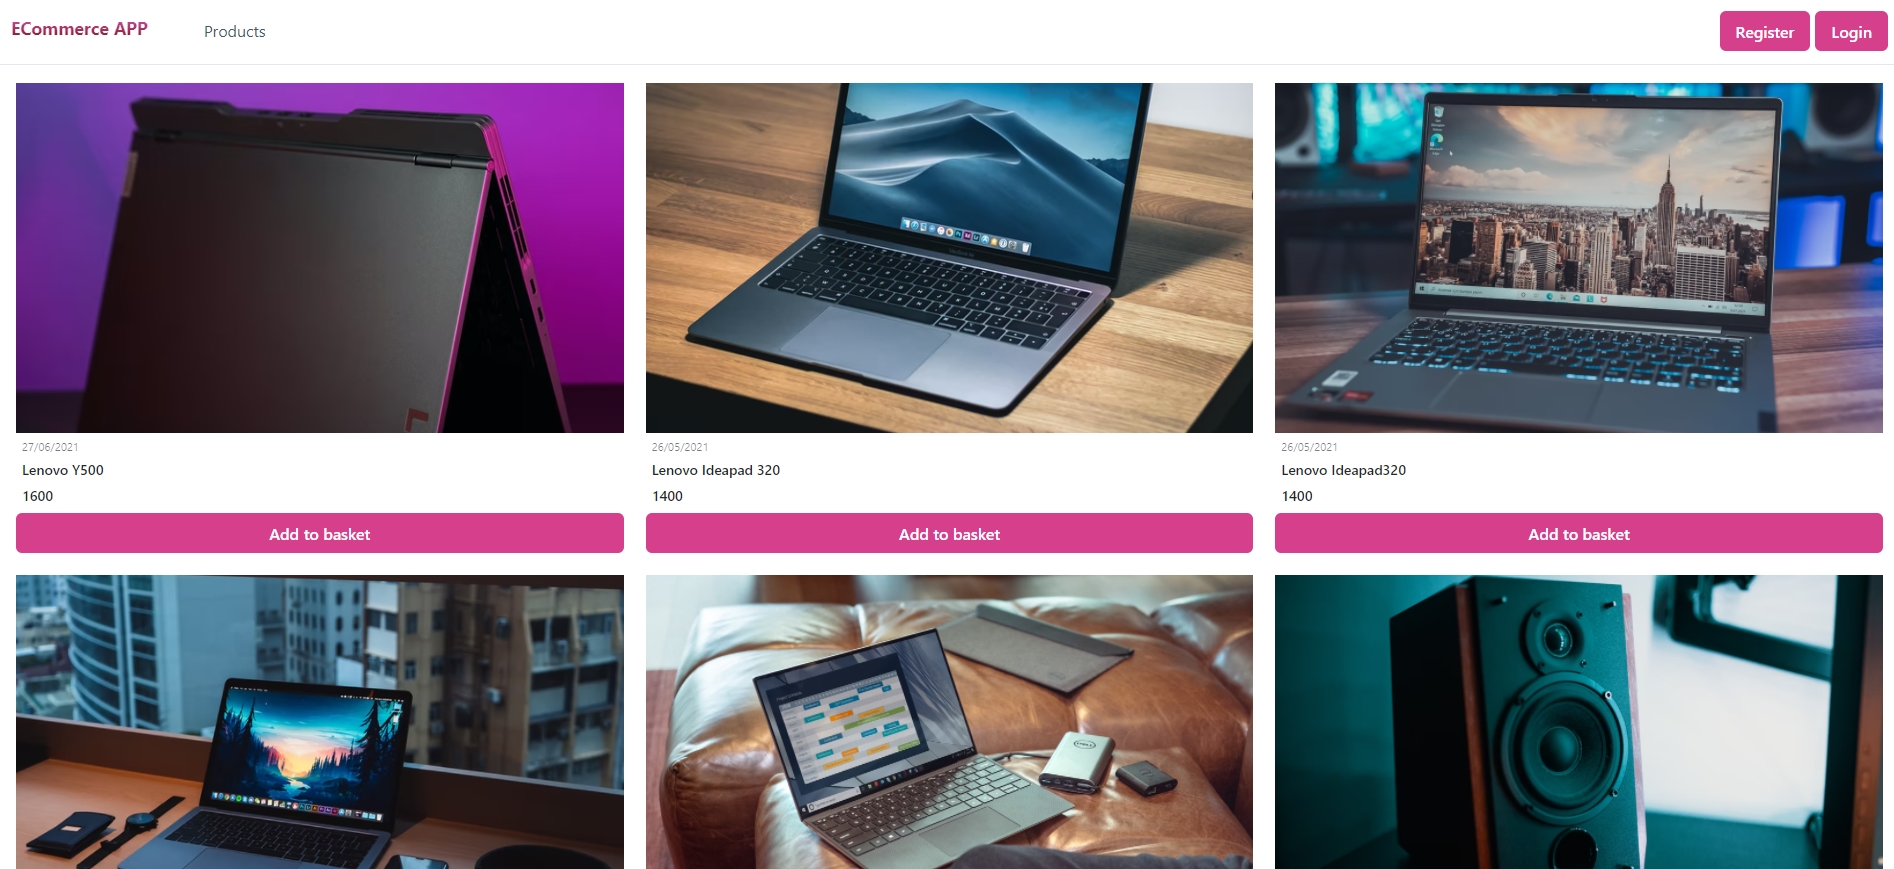 ECommerce APP
Products
Register
Login
27/06/2021
Lenovo Y500
1600
Add to basket
26/05/2021
Lenovo Ideapad 320
1400
Add to basket
26/05/2021
Lenovo Ideapad320
1400
Add to basket